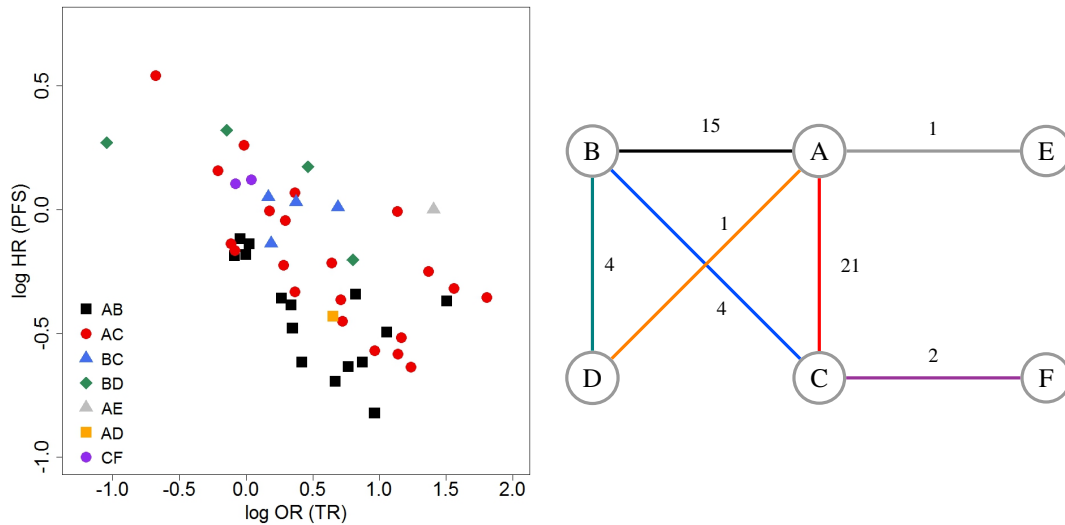 log HR (PFS)
0.5
0.0
-0.5
-1.0
AB
AC
BC
BD
AE
AD
CF
-1.0 -0.5 0.0 0.5 1.0 1.5 2.0
log OR (TR)
B 15 A 1 E
4 1 4 21
D C 2 F